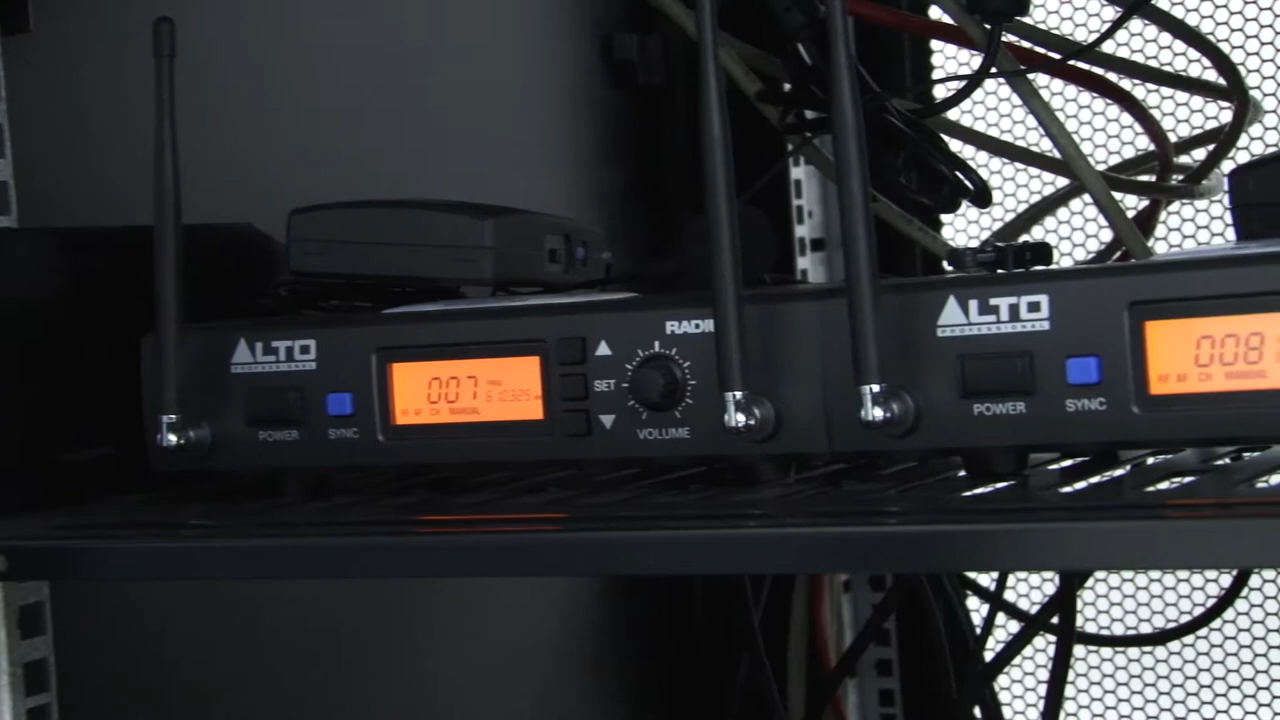 ALTO
PROFESSIONAL
POWER
SYNC
007
RF AF CH MANUAL
SET
VOLUME
ALTO
PROFESSIONAL
POWER
SYNC
008
RF AF CH MANUAL